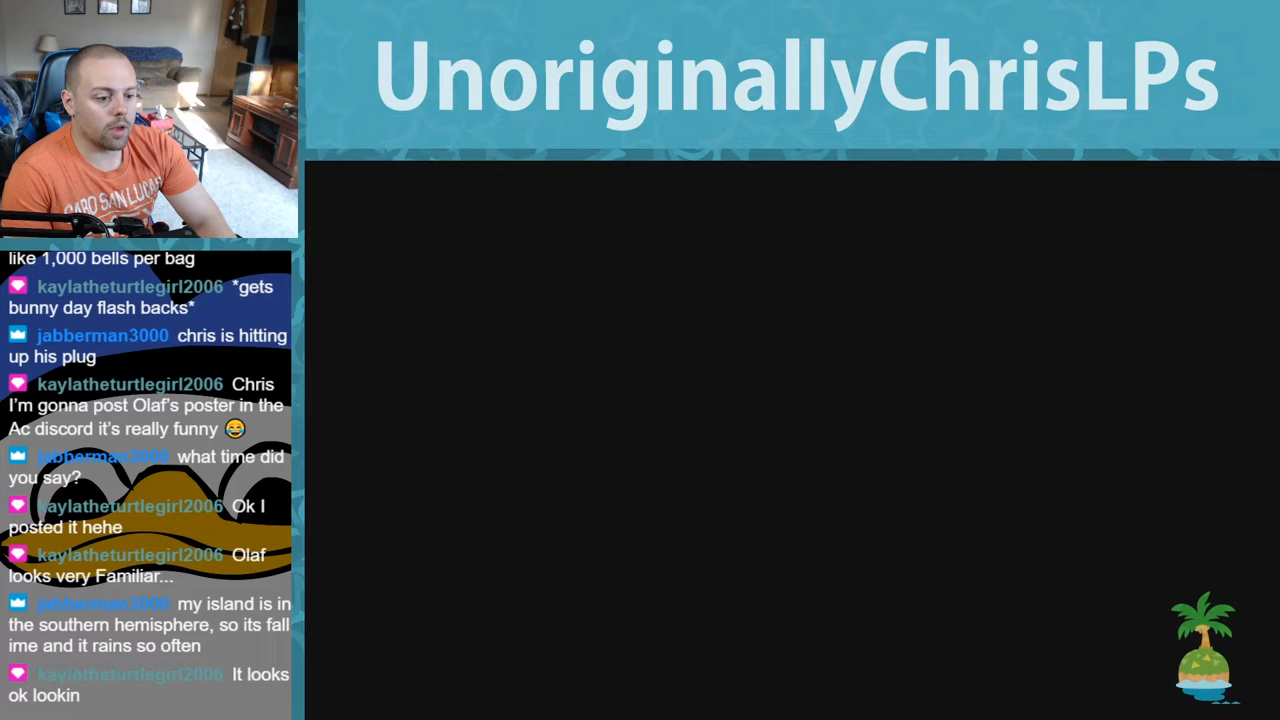 UnoriginallyChrisLPs
CABO SAN LUCAS
like 1,000 bells per bag
kaylatheturtlegirl2006 *gets
bunny day flash backs*
jabberman3000 chris is hitting
up his plug
kaylatheturtlegirl2006 Chris
I'm gonna post Olaf's poster in the
Ac discord it's really funny 😂
jabberman3000 what time did
you say?
kaylatheturtlegirl2006 Ok I
posted it hehe
kaylatheturtlegirl2006 Olaf
looks very Familiar...
jabberman3000 my island is in
the southern hemisphere, so its fall
ime and it rains so often
kaylatheturtlegirl2006 It looks
ok lookin